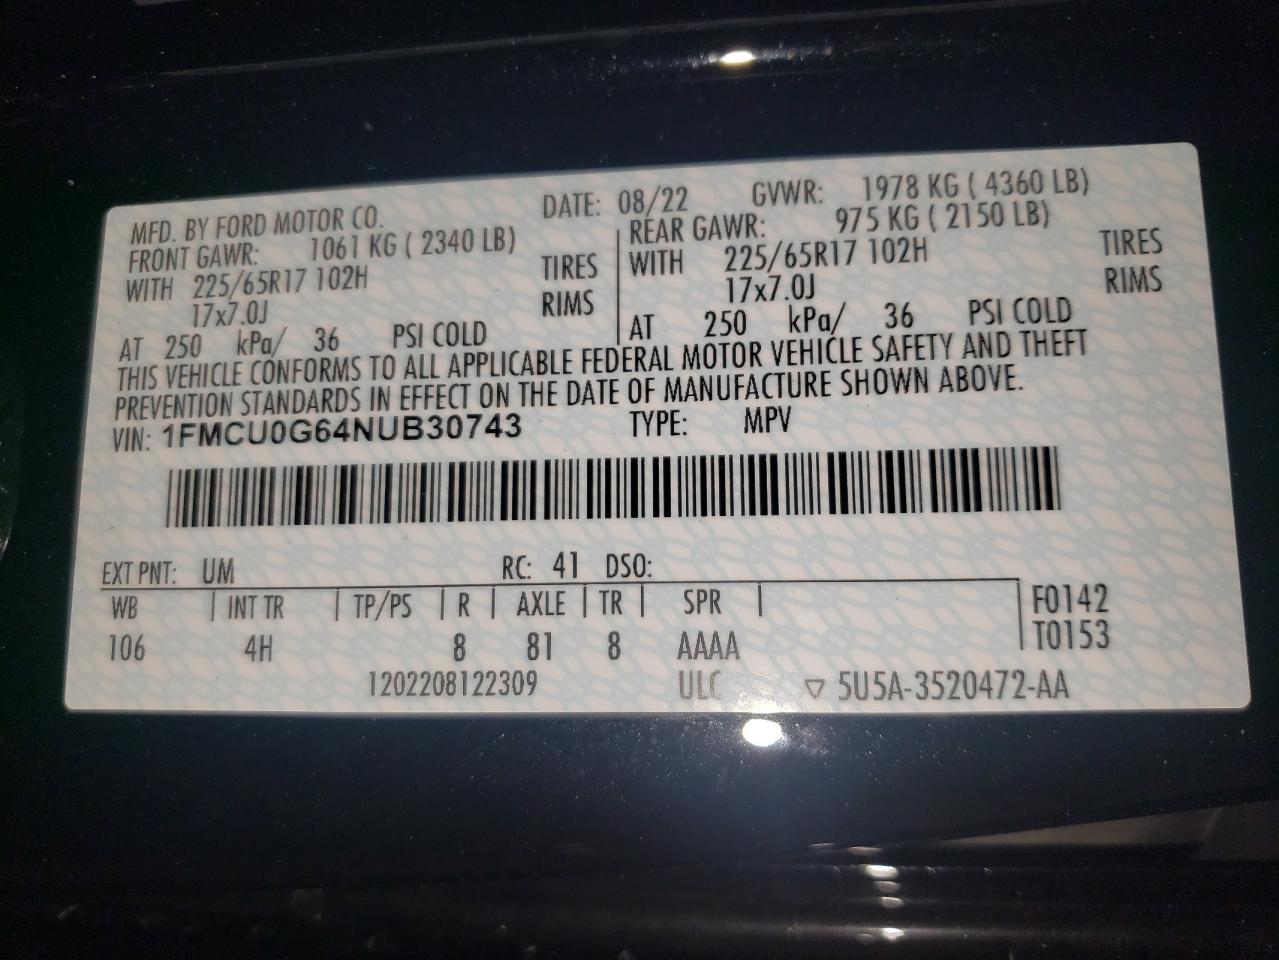 MFD. BY FORD MOTOR CO. DATE: 08/22 GVWR: 1978 KG ( 4360 LB)
FRONT GAWR: 1061 KG ( 2340 LB) REAR GAWR: 975 KG ( 2150 LB)
WITH 225/65R17 102H TIRES WITH 225/65R17 102H TIRES
17x7.0J RIMS 17x7.0J RIMS
AT 250 kPa/ 36 PSI COLD AT 250 kPa/ 36 PSI COLD
THIS VEHICLE CONFORMS TO ALL APPLICABLE FEDERAL MOTOR VEHICLE SAFETY AND THEFT
PREVENTION STANDARDS IN EFFECT ON THE DATE OF MANUFACTURE SHOWN ABOVE.
VIN: 1FMCU0G64NUB30743 TYPE: MPV
EXT PNT: UM RC: 41 DSO:
WB INT TR TP/PS R AXLE TR SPR F0142
106 4H 8 81 8 AAAA T0153
1202208122309 ULC ▽ 5U5A-3520472-AA